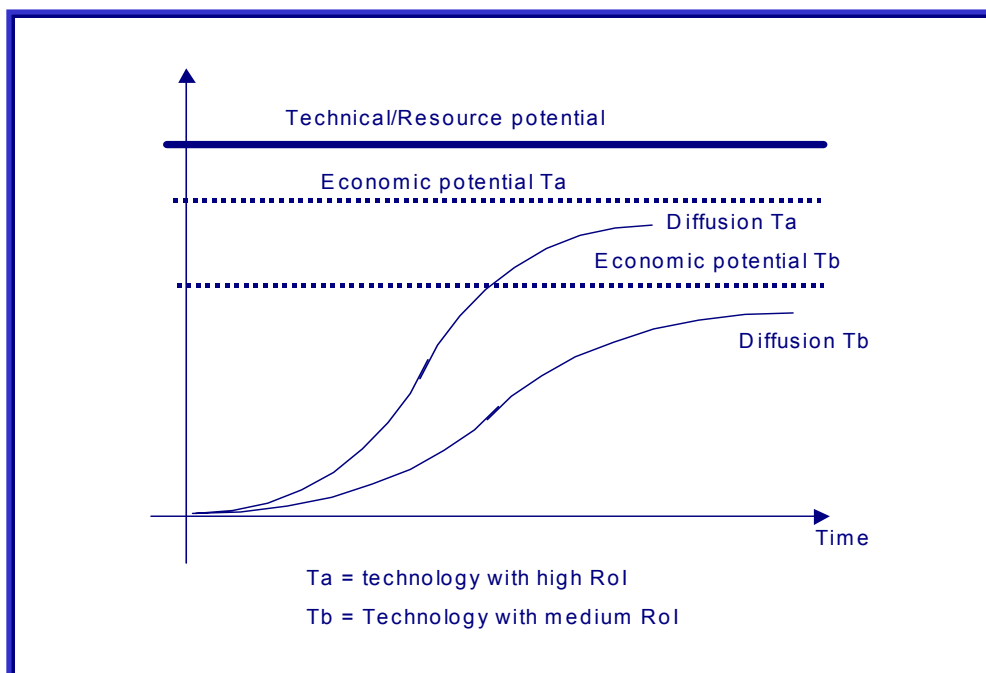 Technical/Resource potential
Economic potential Ta
Diffusion Ta
Economic potential Tb
Diffusion Tb
Time
Ta = technology with high RoI
Tb = Technology with medium RoI